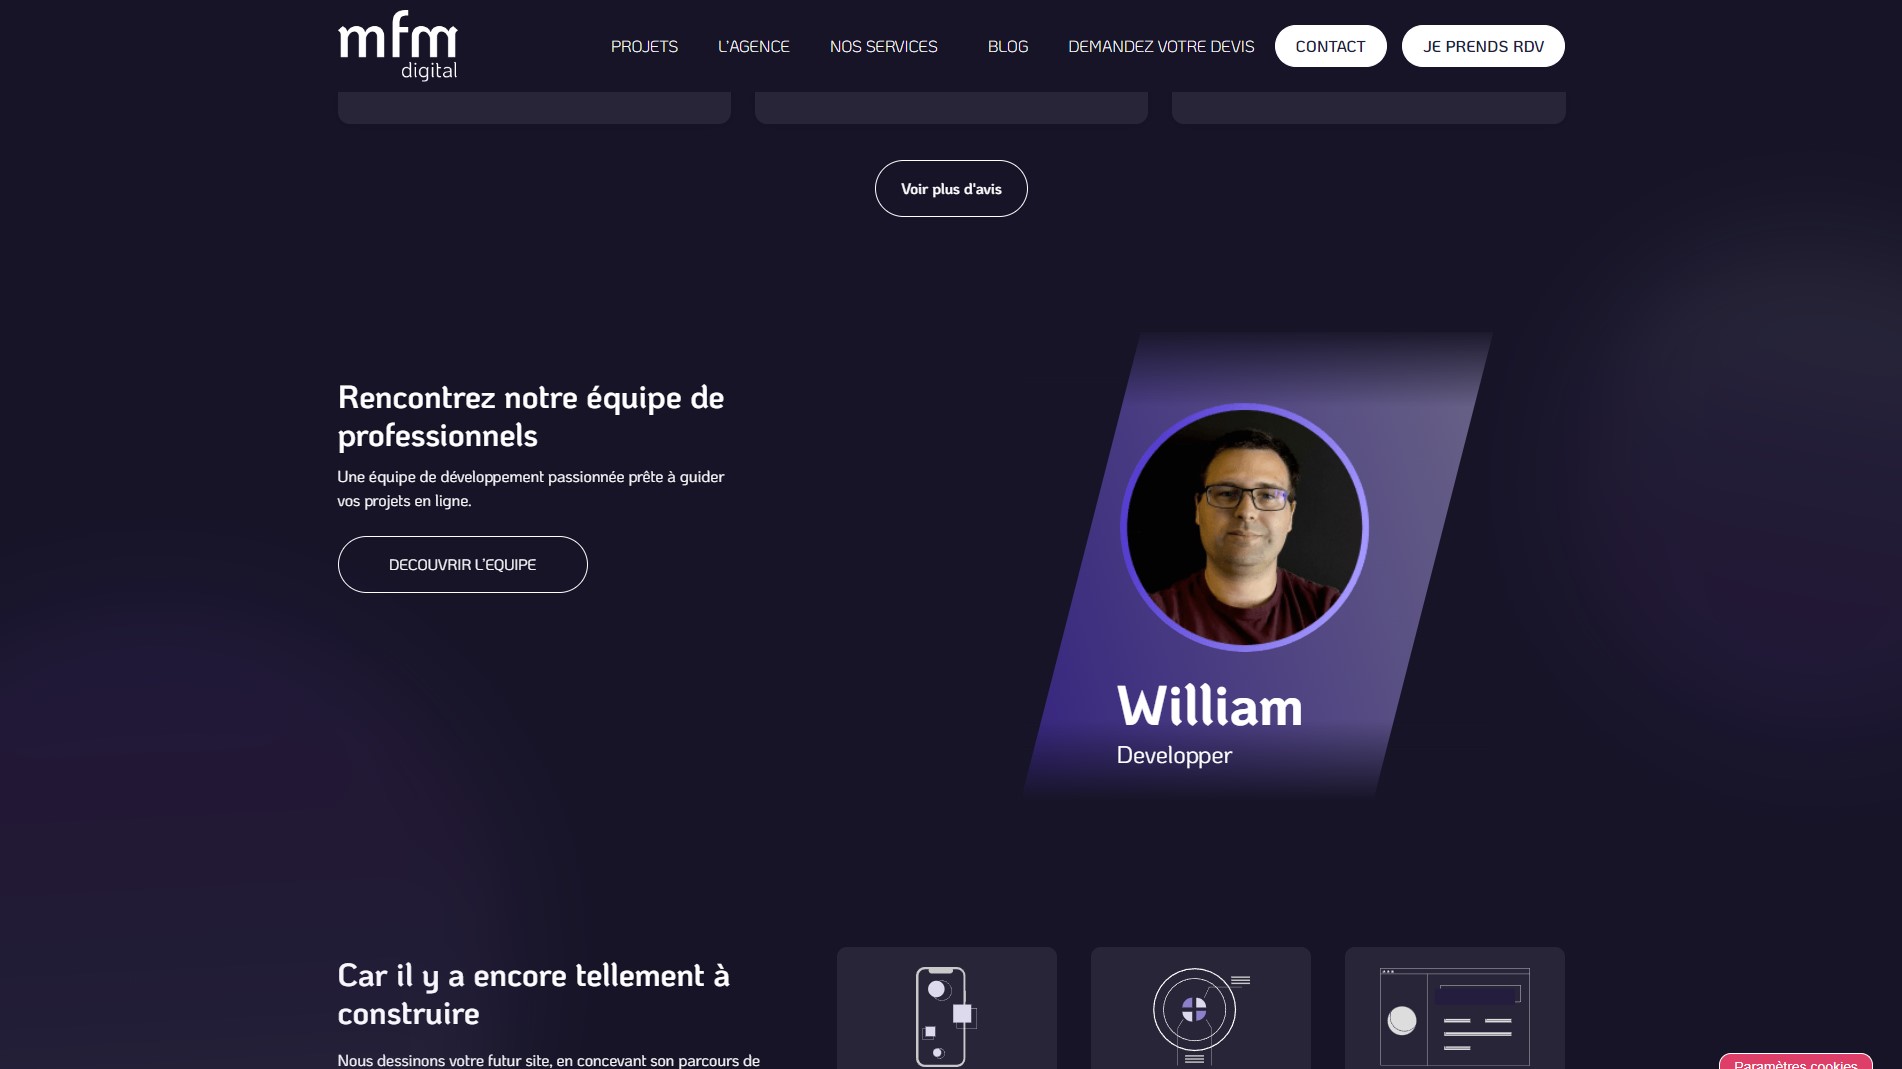 mfm
digital
PROJETS
L'AGENCE
NOS SERVICES
BLOG
DEMANDEZ VOTRE DEVIS
CONTACT
JE PRENDS RDV
Voir plus d'avis
Rencontrez notre équipe de
professionnels
Une équipe de développement passionnée prête à guider
vos projets en ligne.
DECOUVRIR L'EQUIPE
William
Developper
Car il y a encore tellement à
construire
Nous dessinons votre futur site, en concevant son parcours de
Paramètres cookies